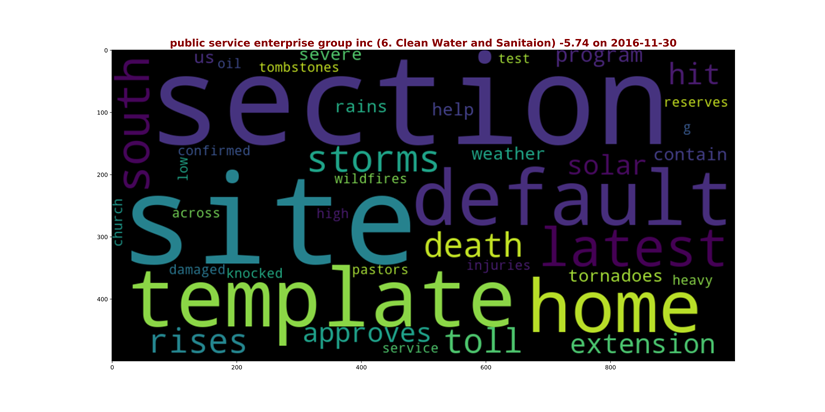 public service enterprise group inc (6. Clean Water and Sanitaion) -5.74 on 2016-11-30
0
100
200
300
400
0
200
400
600
800
us
oil
severe
tombstones
test
program
hit
south
section
rains
help
reserves
g
confirmed
low
storms
weather
solar
contain
wildfires
default
site
church
across
high
death
latest
damaged
knocked
pastors
injuries
tornadoes
heavy
template
home
rises
approves
service
toll
extension